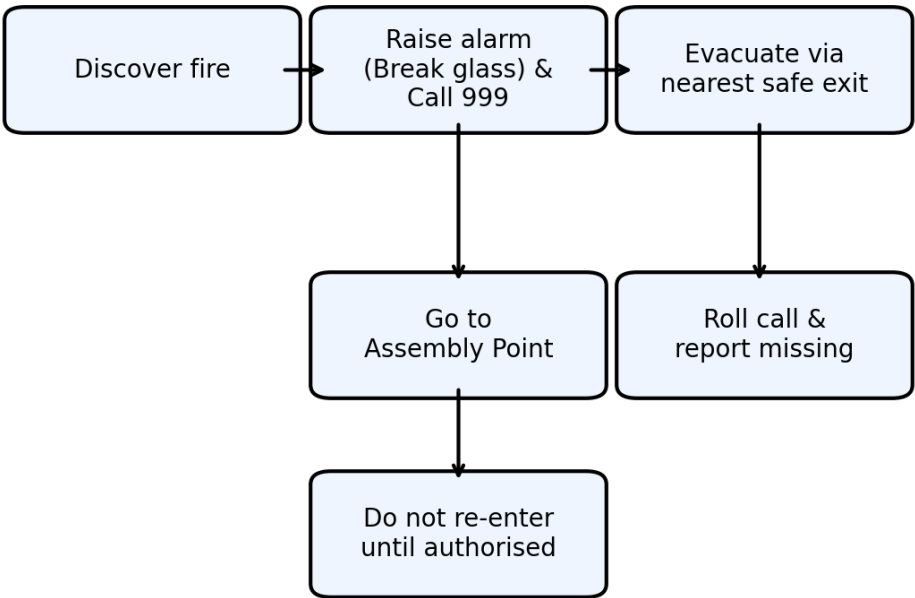 Discover fire
Raise alarm
(Break glass) &
Call 999
Evacuate via
nearest safe exit
Go to
Assembly Point
Roll call &
report missing
Do not re-enter
until authorised